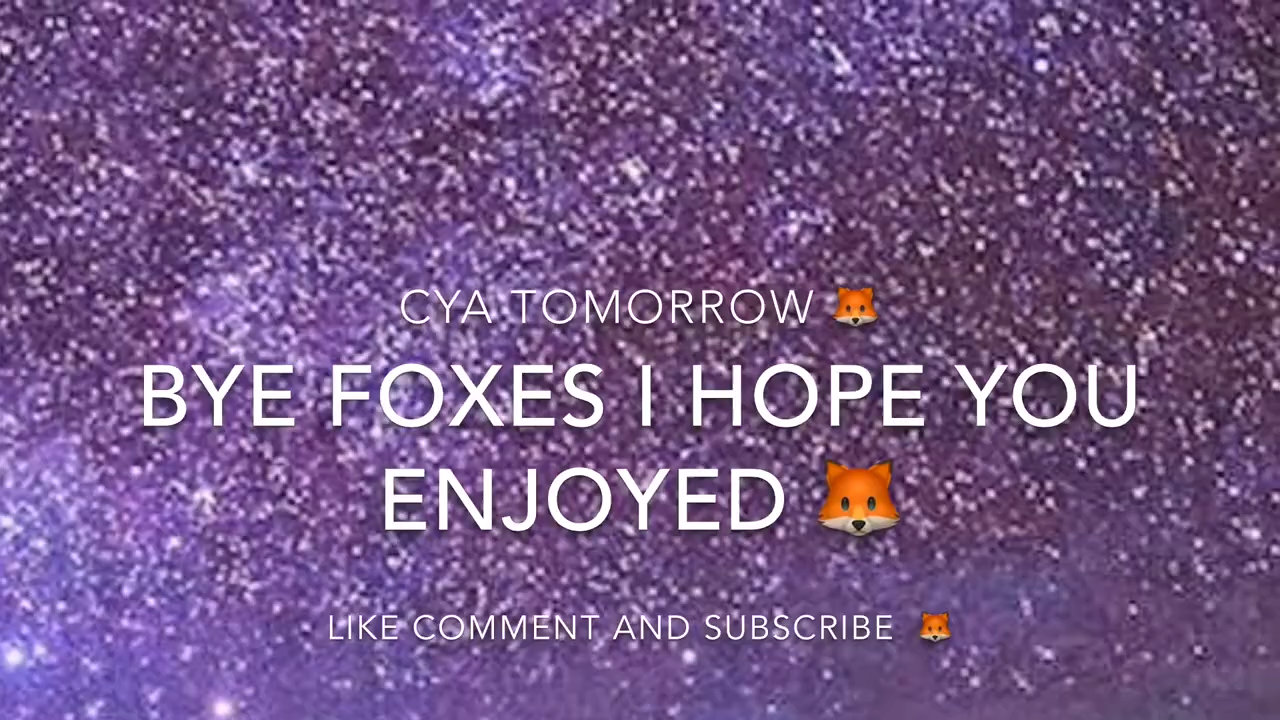 CYA TOMORROW 🦊
BYE FOXES I HOPE YOU
ENJOYED 🦊
LIKE COMMENT AND SUBSCRIBE 🦊